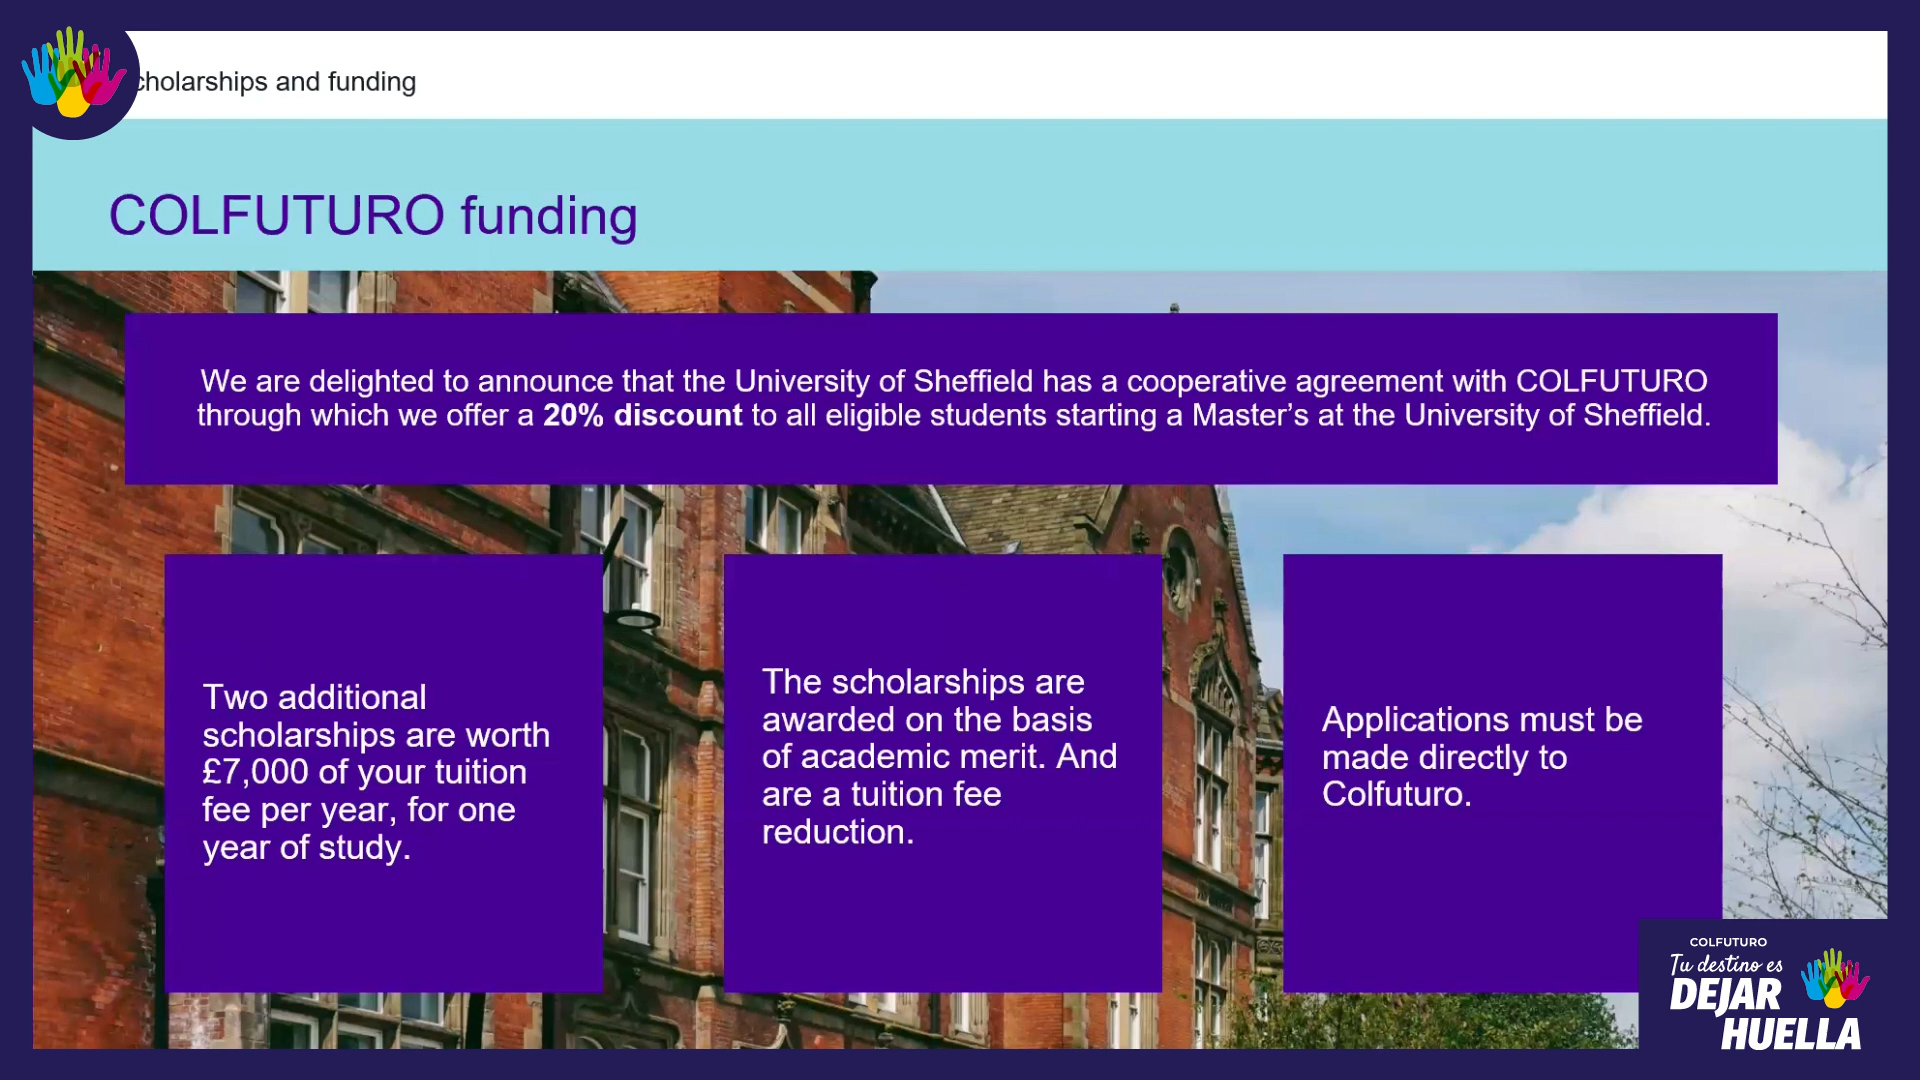 cholarships and funding
COLFUTURO funding
We are delighted to announce that the University of Sheffield has a cooperative agreement with COLFUTURO
through which we offer a 20% discount to all eligible students starting a Master’s at the University of Sheffield.
Two additional
scholarships are worth
£7,000 of your tuition
fee per year, for one
year of study.
The scholarships are
awarded on the basis
of academic merit. And
are a tuition fee
reduction.
Applications must be
made directly to
Colfuturo.
COLFUTURO
Tu destino es
DEJAR
HUELLA